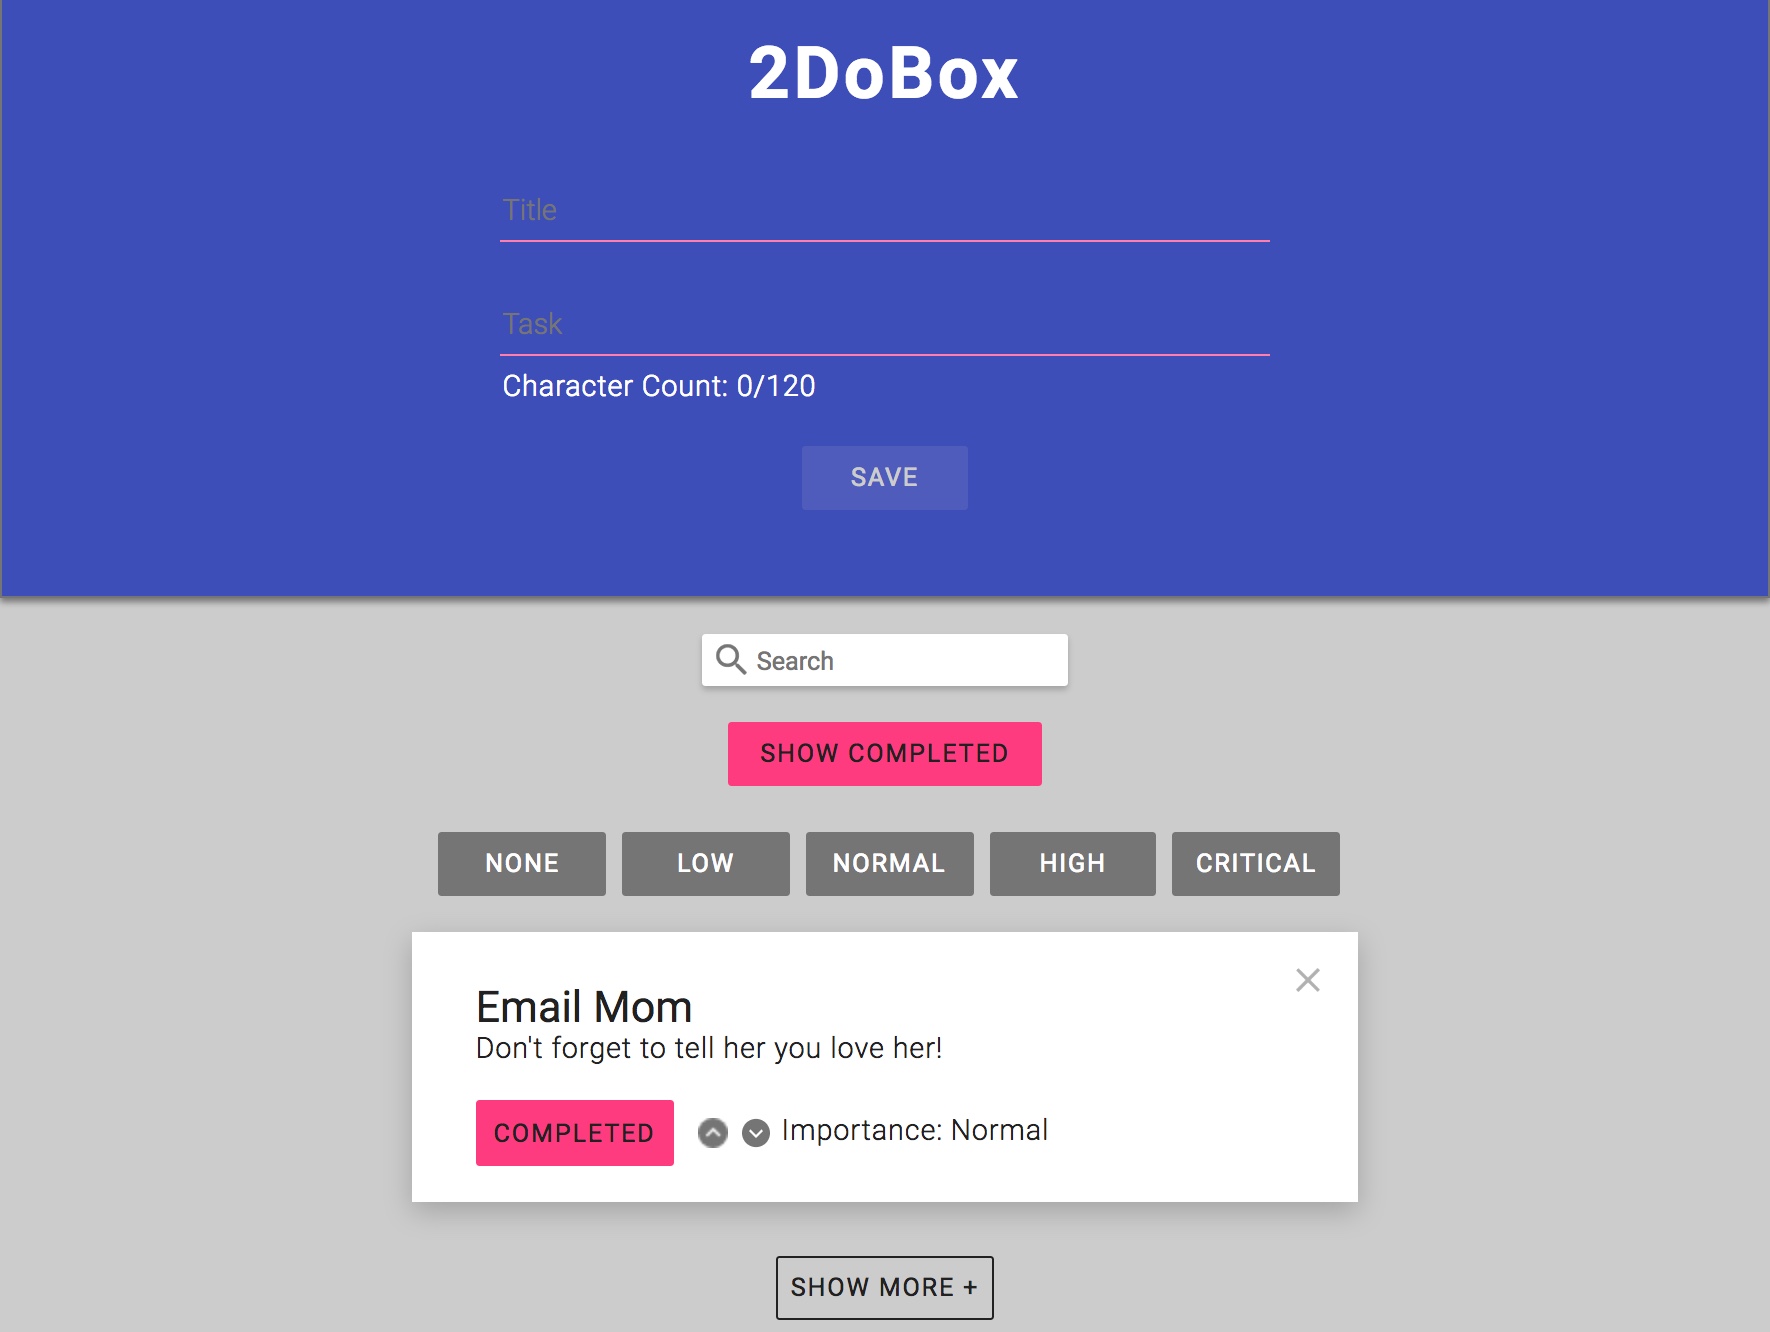 2DoBox
Title
Task
Character Count: 0/120
SAVE
Search
SHOW COMPLETED
NONE LOW NORMAL HIGH CRITICAL
Email Mom
Don't forget to tell her you love her!
COMPLETED Importance: Normal
SHOW MORE +